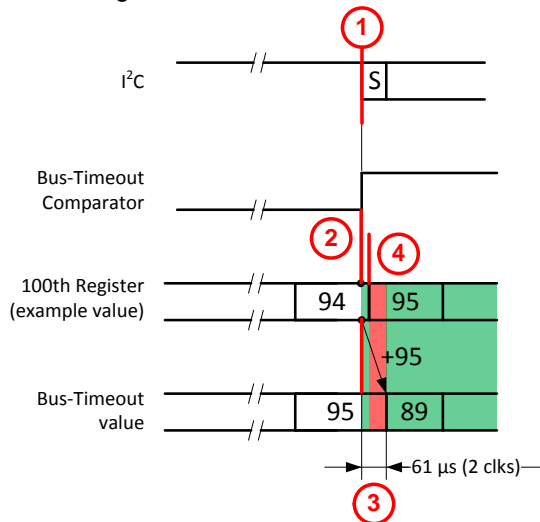 1
I²C
S
Bus-Timeout
Comparator
2
4
100th Register
(example value)
94
95
+95
Bus-Timeout
value
95
89
61 µs (2 clks)
3